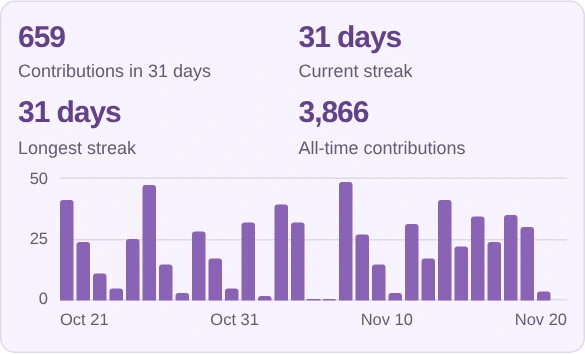 659
31 days
Contributions in 31 days
Current streak
31 days
3,866
Longest streak
All-time contributions
50
25
0
Oct 21
Oct 31
Nov 10
Nov 20